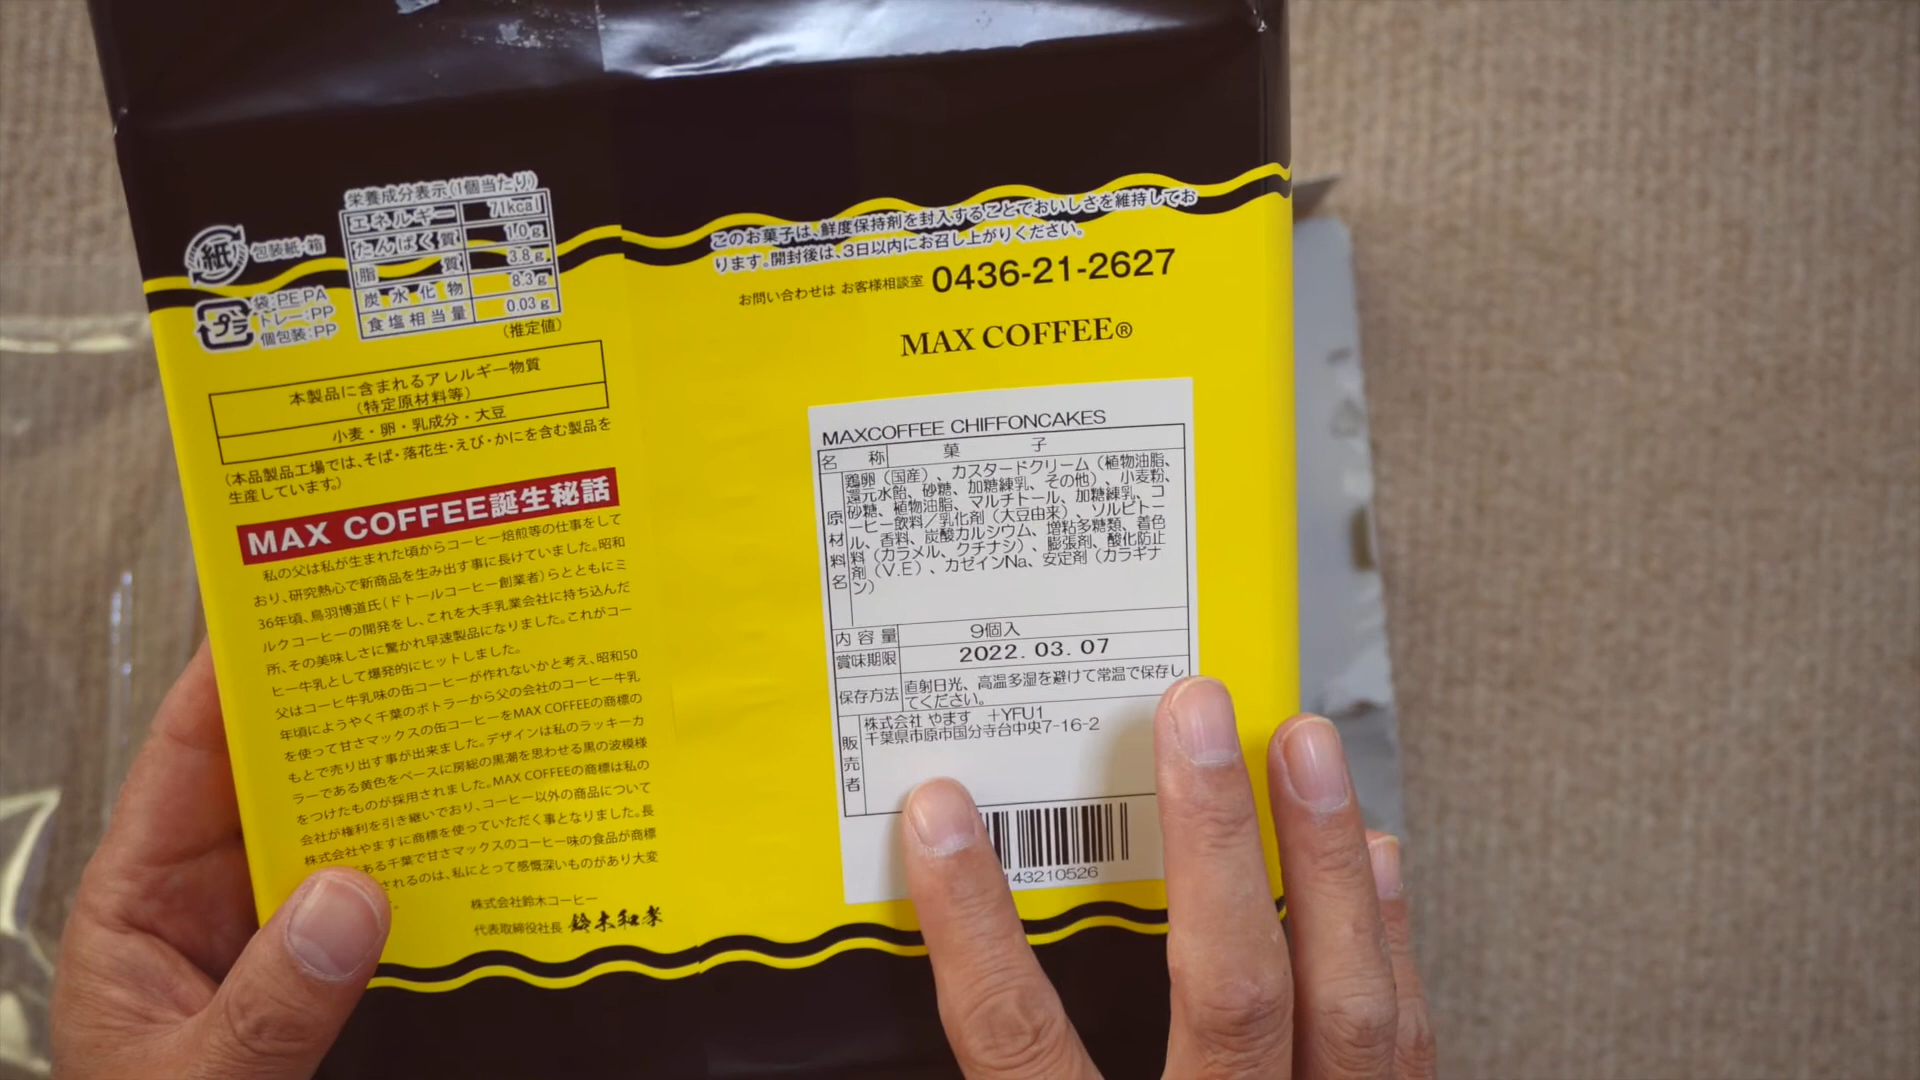 栄養成分表示(1個当たり)
エネルギー 71kcal
たんぱく質 1.0g
脂質 3.8g
炭水化物 8.3g
食塩相当量 0.03g
(推定値)
紙
包装紙・箱
プラ
袋:PE,PA
トレー:PP
個包装:PP
本製品に含まれるアレルギー物質
(特定原材料等)
小麦・卵・乳成分・大豆
(本品製品工場では、そば・落花生・えび・かにを含む製品を
生産しています。)
MAX COFFEE誕生秘話
私の父は私が生まれた頃からコーヒー焙煎等の仕事をして
おり、研究熱心で新商品を生み出す事に長けていました。昭和
36年頃、鳥羽博道氏(ドトールコーヒー創業者)らとともにミ
ルクコーヒーの開発をし、これを大手乳業会社に持ち込んだ
所、その美味しさに驚かれ早速製品になりました。これがコー
ヒー牛乳として爆発的にヒットしました。
父はコーヒ牛乳味の缶コーヒーが作れないかと考え、昭和50
年頃にようやく千葉のボトラーから父の会社のコーヒー牛乳
を使って甘さマックスの缶コーヒーをMAX COFFEEの商標の
もとで売り出す事が出来ました。デザインは私のラッキーカ
ラーである黄色をベースに房総の黒潮を思わせる黒の波模様
をつけたものが採用されました。MAX COFFEEの商標は私の
会社が権利を引き継いでおり、コーヒー以外の商品について
株式会社やますに商標を使っていただく事となりました。長
ある千葉で甘さマックスのコーヒー味の食品が商標
されるのは、私にとって感慨深いものがあり大変
株式会社鈴木コーヒー
代表取締役社長 鈴木和孝
このお菓子は、鮮度保持剤を封入することでおいしさを維持してお
ります。開封後は、3日以内にお召し上がりください。
お問い合わせは お客様相談室 0436-21-2627
MAX COFFEE®
MAXCOFFEE CHIFFONCAKES
名称 菓子
原材料名 鶏卵(国産)、カスタードクリーム(植物油脂、
還元水飴、砂糖、加糖練乳、その他)、小麦粉、
砂糖、植物油脂、マルチトール、加糖練乳、コ
ーヒー飲料/乳化剤(大豆由来)、ソルビトー
ル、香料、炭酸カルシウム、増粘多糖類、着色
料(カラメル、クチナシ)、膨張剤、酸化防止
剤(V.E)、カゼインNa、安定剤(カラギナ
ン)
内容量 9個入
賞味期限 2022. 03. 07
保存方法 直射日光、高温多湿を避けて常温で保存し
てください。
販売者 株式会社 やます +YFU1
千葉県市原市国分寺台中央7-16-2
43210526